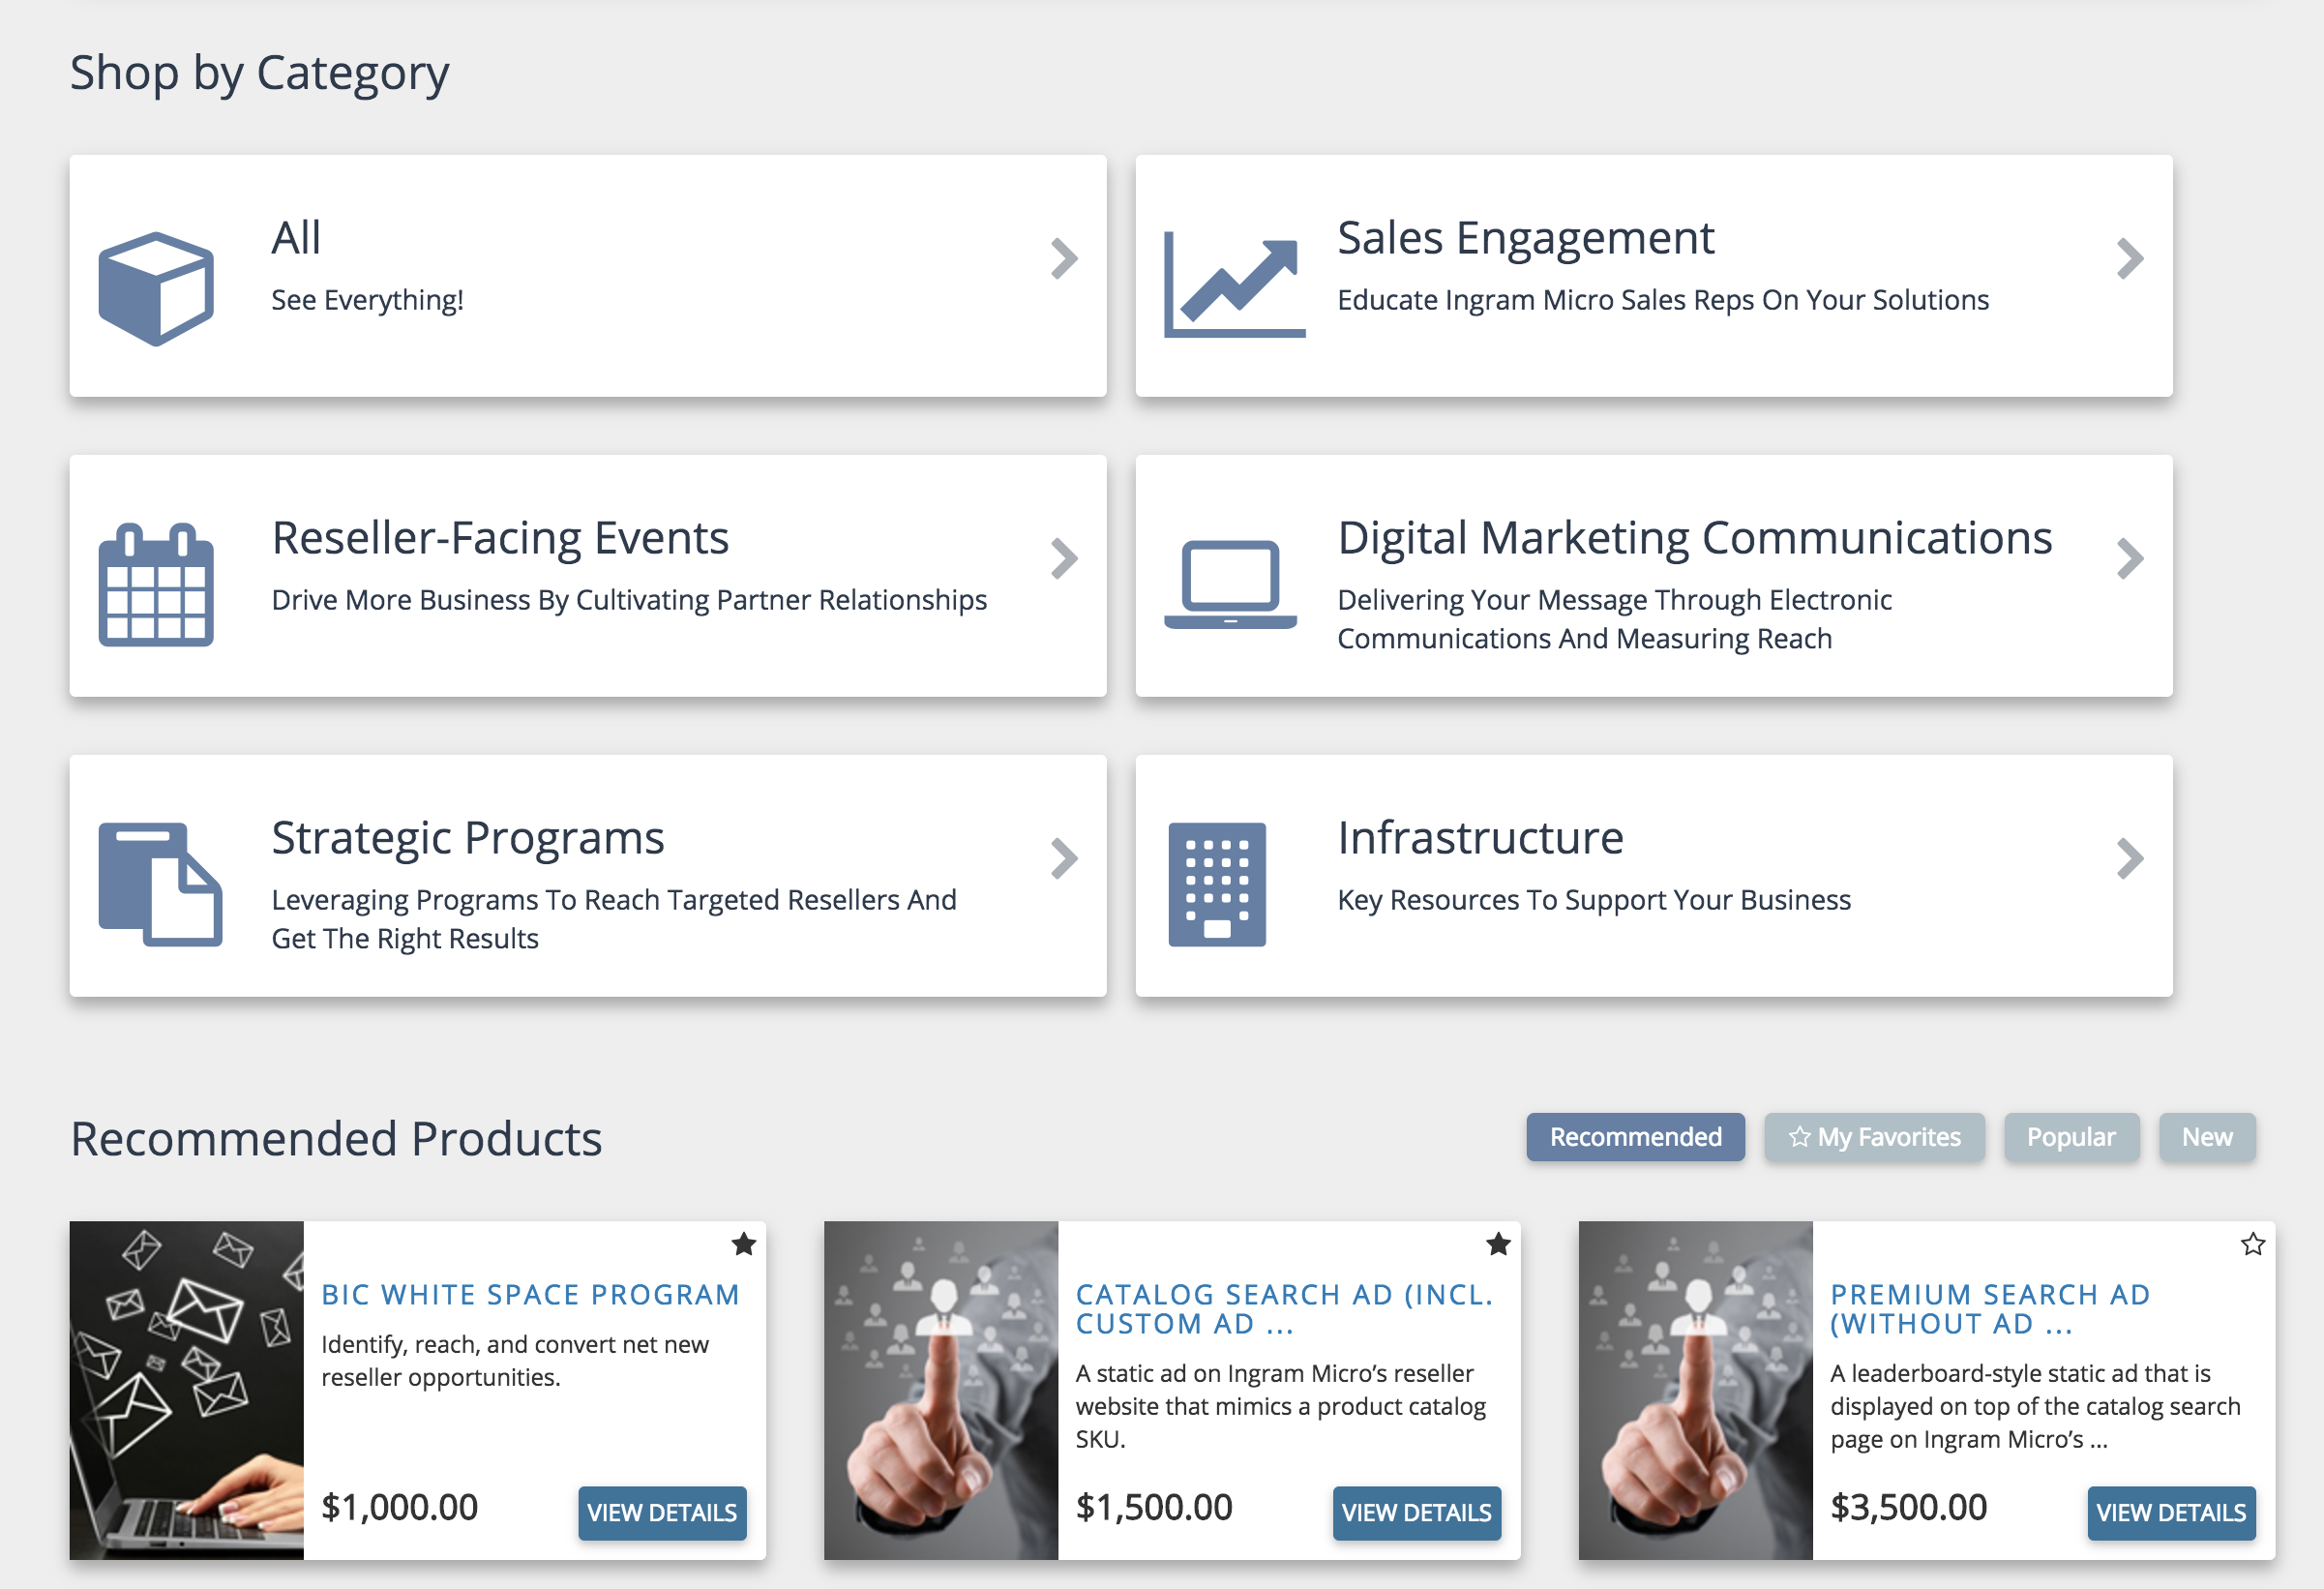 Shop by Category
All
See Everything!
Sales Engagement
Educate Ingram Micro Sales Reps On Your Solutions
Reseller-Facing Events
Drive More Business By Cultivating Partner Relationships
Digital Marketing Communications
Delivering Your Message Through Electronic
Communications And Measuring Reach
Strategic Programs
Leveraging Programs To Reach Targeted Resellers And
Get The Right Results
Infrastructure
Key Resources To Support Your Business
Recommended Products
Recommended
My Favorites
Popular
New
BIC WHITE SPACE PROGRAM
Identify, reach, and convert net new
reseller opportunities.
$1,000.00
VIEW DETAILS
CATALOG SEARCH AD (INCL.
CUSTOM AD ...
A static ad on Ingram Micro’s reseller
website that mimics a product catalog
SKU.
$1,500.00
VIEW DETAILS
PREMIUM SEARCH AD
(WITHOUT AD ...
A leaderboard-style static ad that is
displayed on top of the catalog search
page on Ingram Micro’s ...
$3,500.00
VIEW DETAILS